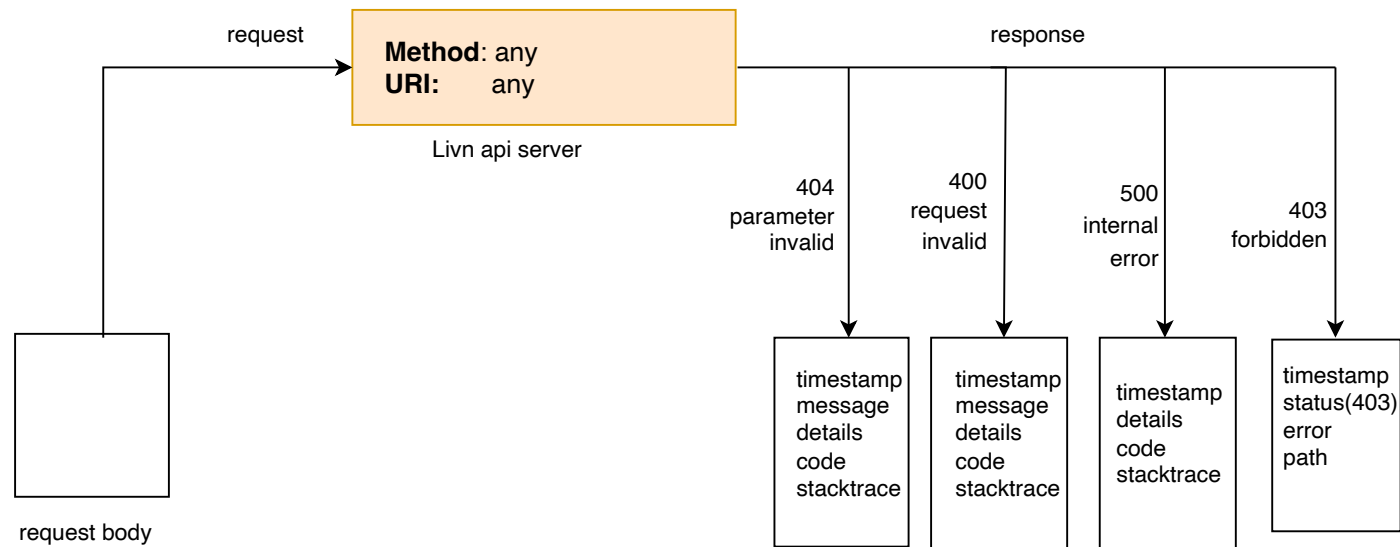 request
Method: any
URI: any
Livn api server
response
404
parameter
invalid
400
request
invalid
500
internal
error
403
forbidden
request body
timestamp
message
details
code
stacktrace
timestamp
message
details
code
stacktrace
timestamp
details
code
stacktrace
timestamp
status(403)
error
path